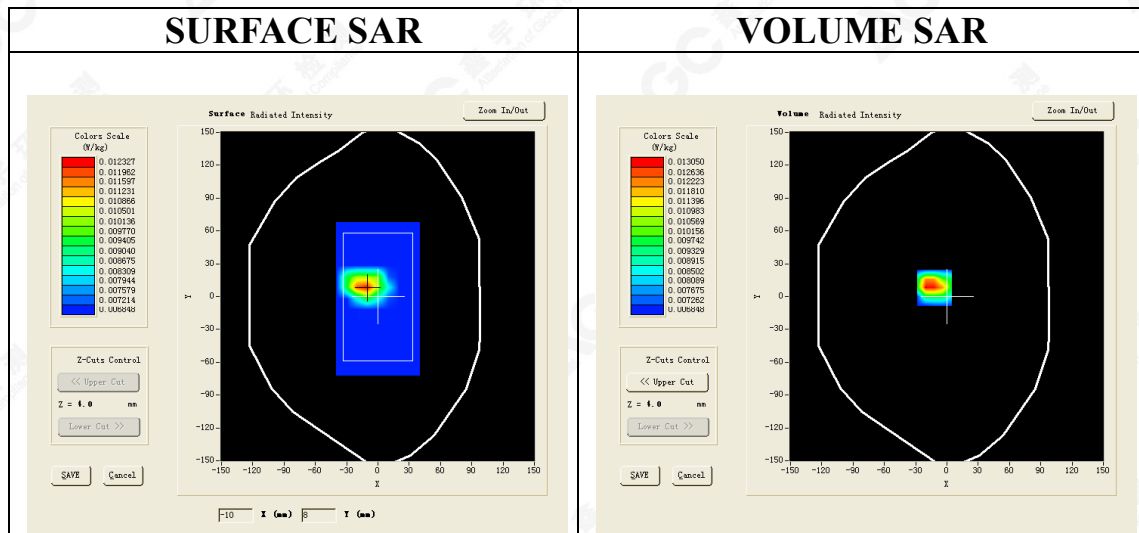 SURFACE SAR
VOLUME SAR
Surface Radiated Intensity
Zoom In/Out
Colors Scale
(W/kg)
0.012327
0.011962
0.011597
0.011231
0.010866
0.010501
0.010136
0.009770
0.009405
0.009040
0.008675
0.008309
0.007944
0.007579
0.007214
0.006848
150
120
90
60
30
0
-30
-60
-90
-120
-150
Y
-150 -120 -90 -60 -30 0 30 60 90 120 150
X
Z-Cuts Control
<< Upper Cut
Z = 4.0 mm
Lower Cut >>
SAVE
Cancel
-10 X (mm) 8 Y (mm)
Volume Radiated Intensity
Zoom In/Out
Colors Scale
(W/kg)
0.013050
0.012636
0.012223
0.011810
0.011396
0.010983
0.010569
0.010156
0.009742
0.009329
0.008915
0.008502
0.008089
0.007675
0.007262
0.006848
150
120
90
60
30
0
-30
-60
-90
-120
-150
Y
-150 -120 -90 -60 -30 0 30 60 90 120 150
X
Z-Cuts Control
<< Upper Cut
Z = 4.0 mm
Lower Cut >>
SAVE
Cancel